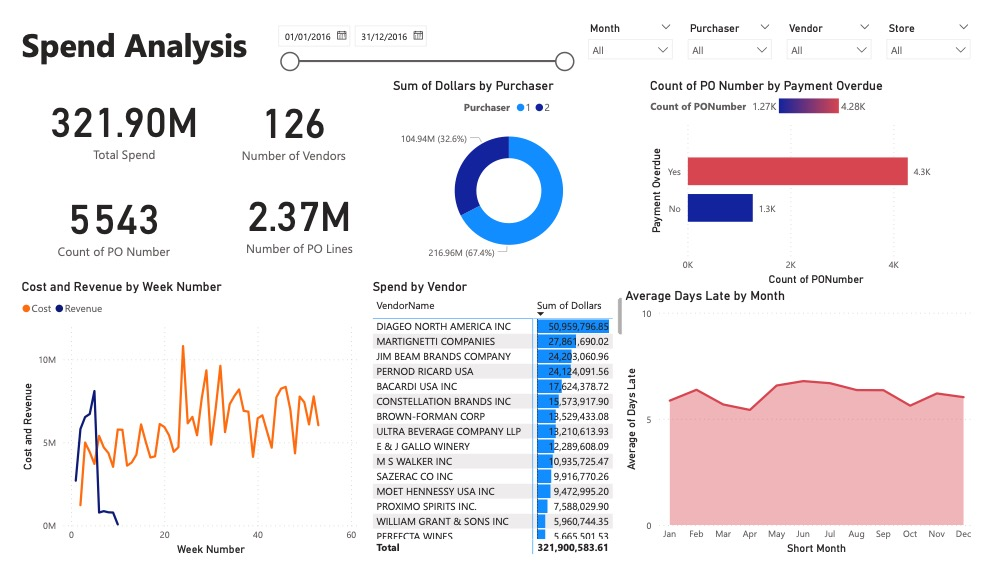 Spend Analysis
01/01/2016
31/12/2016
Month
Purchaser
Vendor
Store
All
All
All
All
321.90M
Total Spend
126
Number of Vendors
5543
Count of PO Number
2.37M
Number of PO Lines
Sum of Dollars by Purchaser
Purchaser 1 2
104.94M (32.6%)
216.96M (67.4%)
Count of PO Number by Payment Overdue
Count of PONumber 1.27K 4.28K
Payment Overdue
Yes
4.3K
No
1.3K
0K 2K 4K
Count of PONumber
Cost and Revenue by Week Number
Cost Revenue
Cost and Revenue
10M
5M
0M
0 20 40 60
Week Number
Spend by Vendor
VendorName Sum of Dollars
DIAGEO NORTH AMERICA INC 50,959,796.85
MARTIGNETTI COMPANIES 27,861,690.02
JIM BEAM BRANDS COMPANY 24,203,060.96
PERNOD RICARD USA 24,124,091.56
BACARDI USA INC 17,624,378.72
CONSTELLATION BRANDS INC 15,573,917.90
BROWN-FORMAN CORP 13,529,433.08
ULTRA BEVERAGE COMPANY LLP 13,210,613.93
E & J GALLO WINERY 12,289,608.09
M S WALKER INC 10,935,725.47
SAZERAC CO INC 9,916,770.26
MOET HENNESSY USA INC 9,472,995.20
PROXIMO SPIRITS INC. 7,588,029.90
WILLIAM GRANT & SONS INC 5,960,744.35
PERFECTA WINES 5,665,501.53
Total 321,900,583.61
Average Days Late by Month
Average of Days Late
10
5
0
Jan Feb Mar Apr May Jun Jul Aug Sep Oct Nov Dec
Short Month